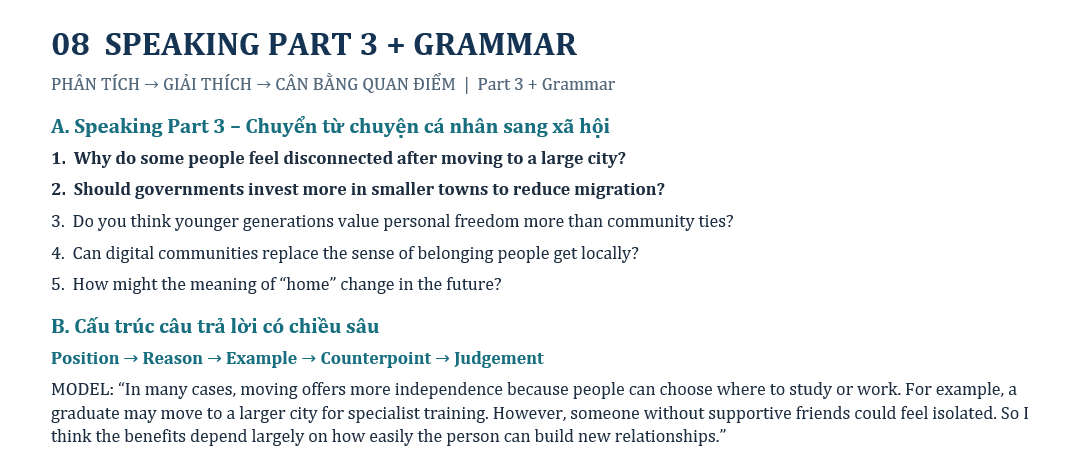 08 SPEAKING PART 3 + GRAMMAR
PHÂN TÍCH → GIẢI THÍCH → CÂN BẰNG QUAN ĐIỂM | Part 3 + Grammar
A. Speaking Part 3 – Chuyển từ chuyện cá nhân sang xã hội
1. Why do some people feel disconnected after moving to a large city?
2. Should governments invest more in smaller towns to reduce migration?
3. Do you think younger generations value personal freedom more than community ties?
4. Can digital communities replace the sense of belonging people get locally?
5. How might the meaning of “home” change in the future?
B. Cấu trúc câu trả lời có chiều sâu
Position → Reason → Example → Counterpoint → Judgement
MODEL: “In many cases, moving offers more independence because people can choose where to study or work. For example, a
graduate may move to a larger city for specialist training. However, someone without supportive friends could feel isolated. So I
think the benefits depend largely on how easily the person can build new relationships.”